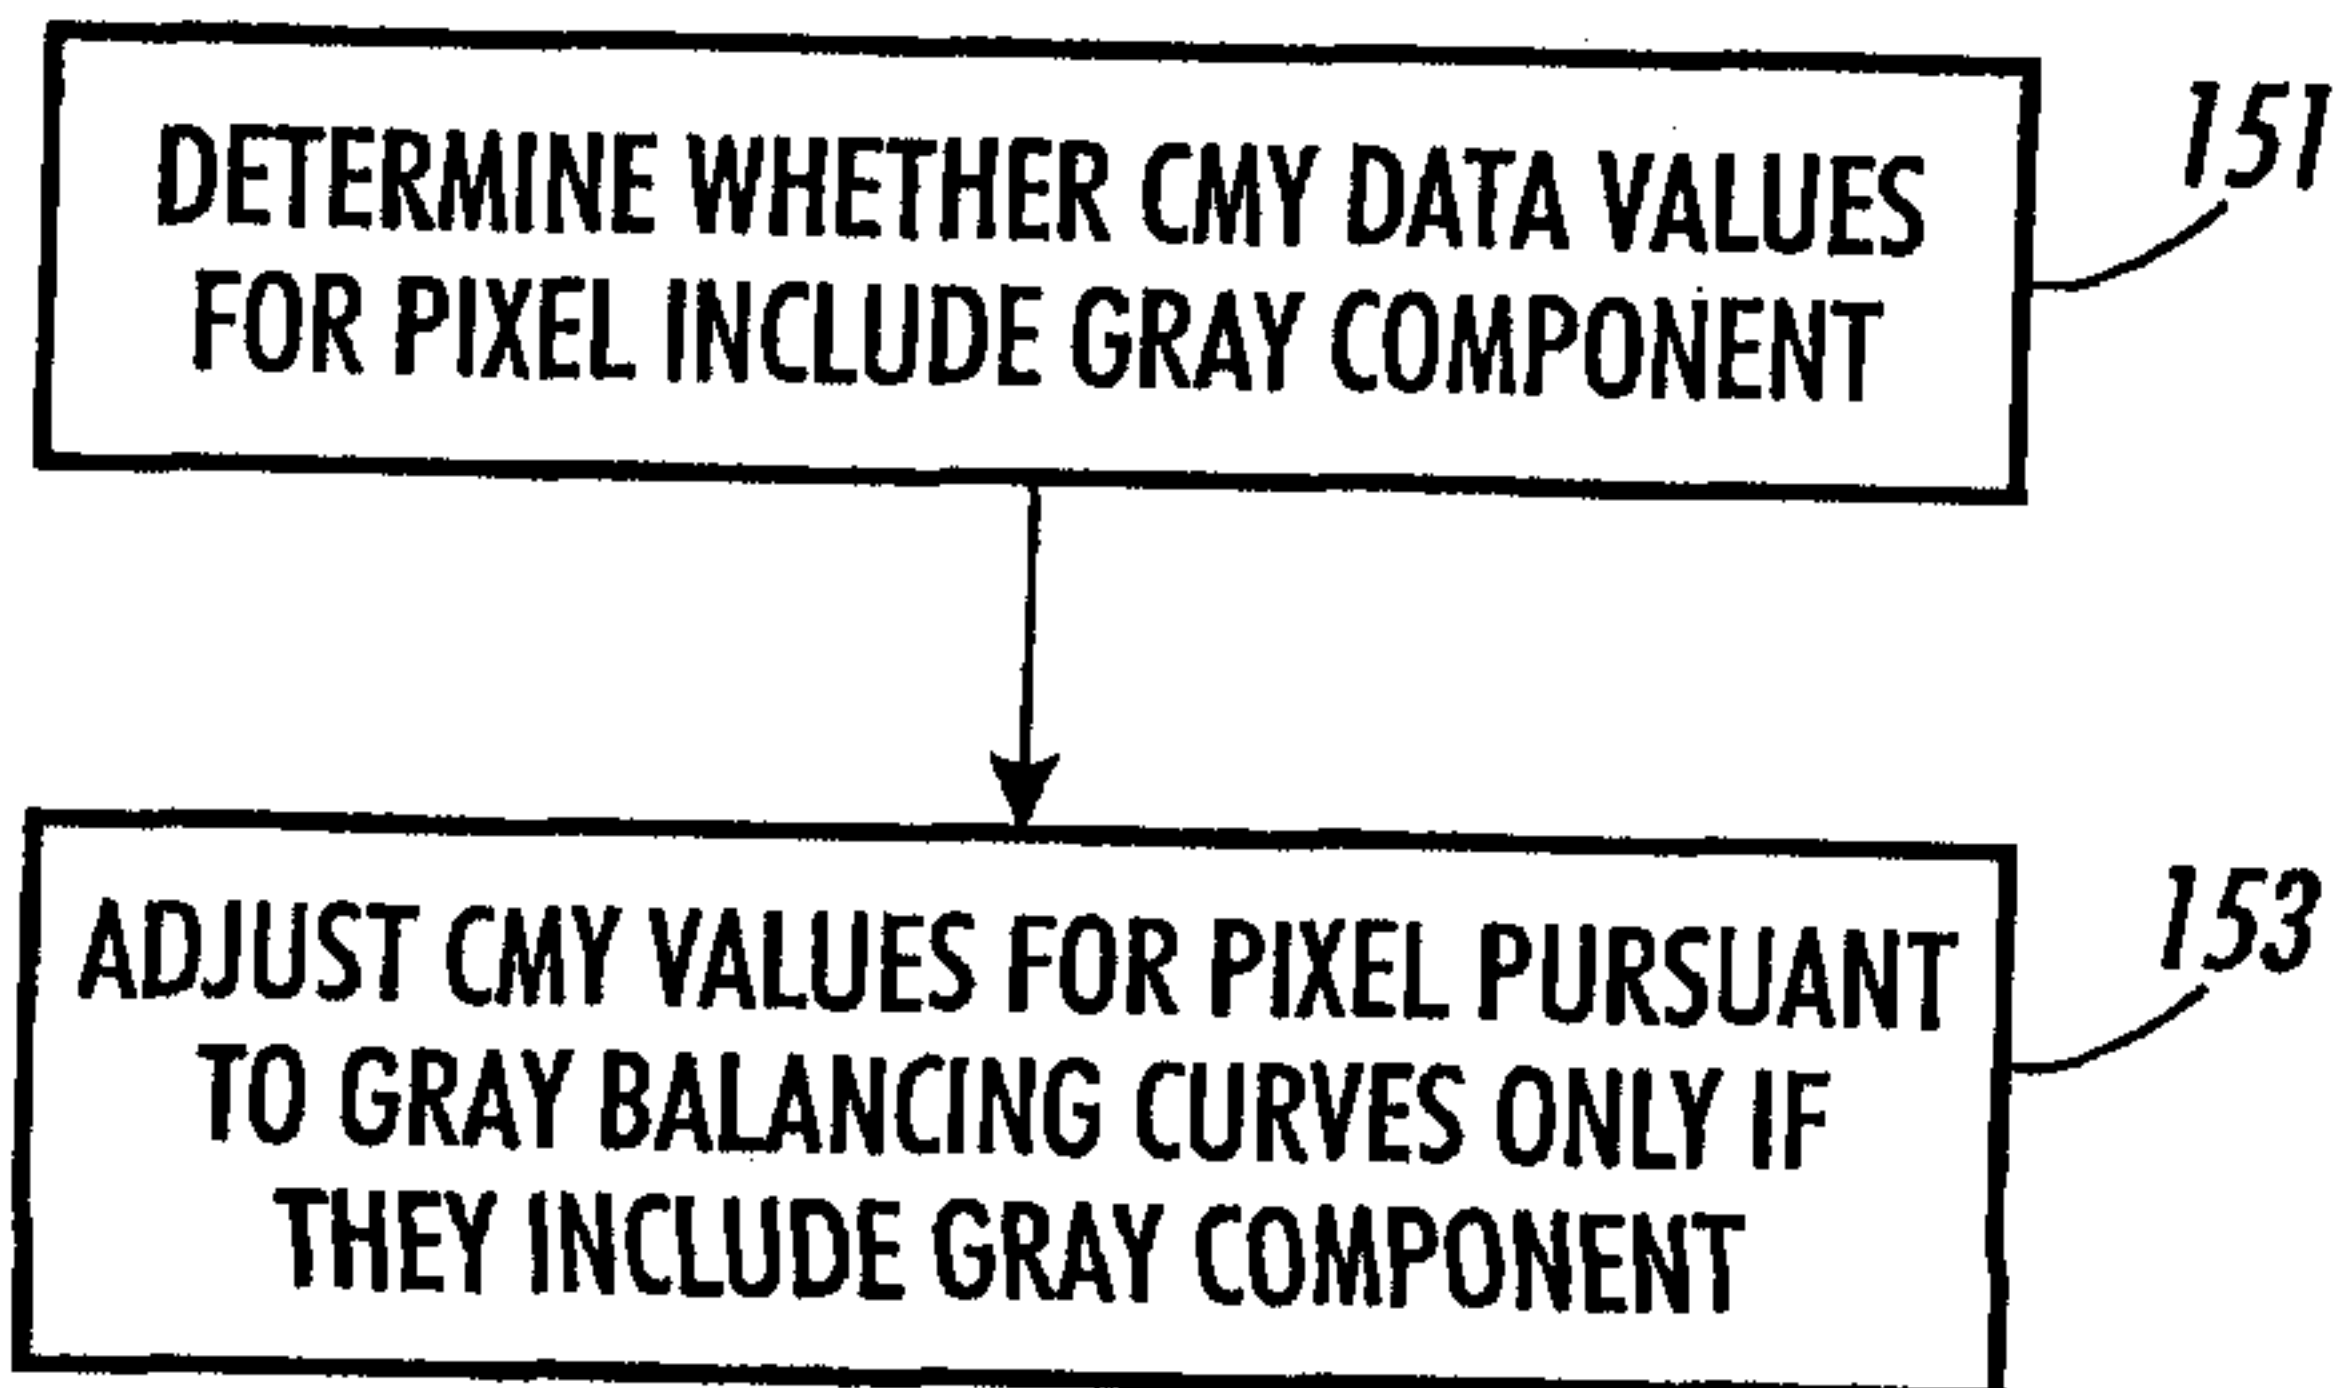 DETERMINE WHETHER CMY DATA VALUES
FOR PIXEL INCLUDE GRAY COMPONENT
151
ADJUST CMY VALUES FOR PIXEL PURSUANT
TO GRAY BALANCING CURVES ONLY IF
THEY INCLUDE GRAY COMPONENT
153